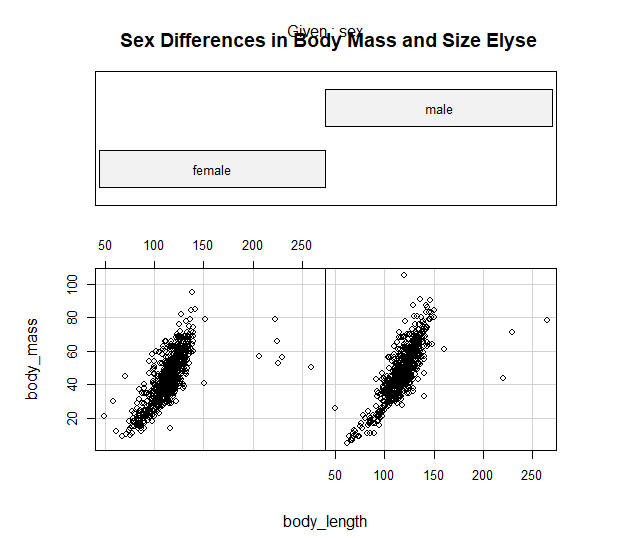 Given : sex
Sex Differences in Body Mass and Size Elyse
male
female
50 100 150 200 250
100
80
60
40
20
body_mass
50 100 150 200 250
body_length